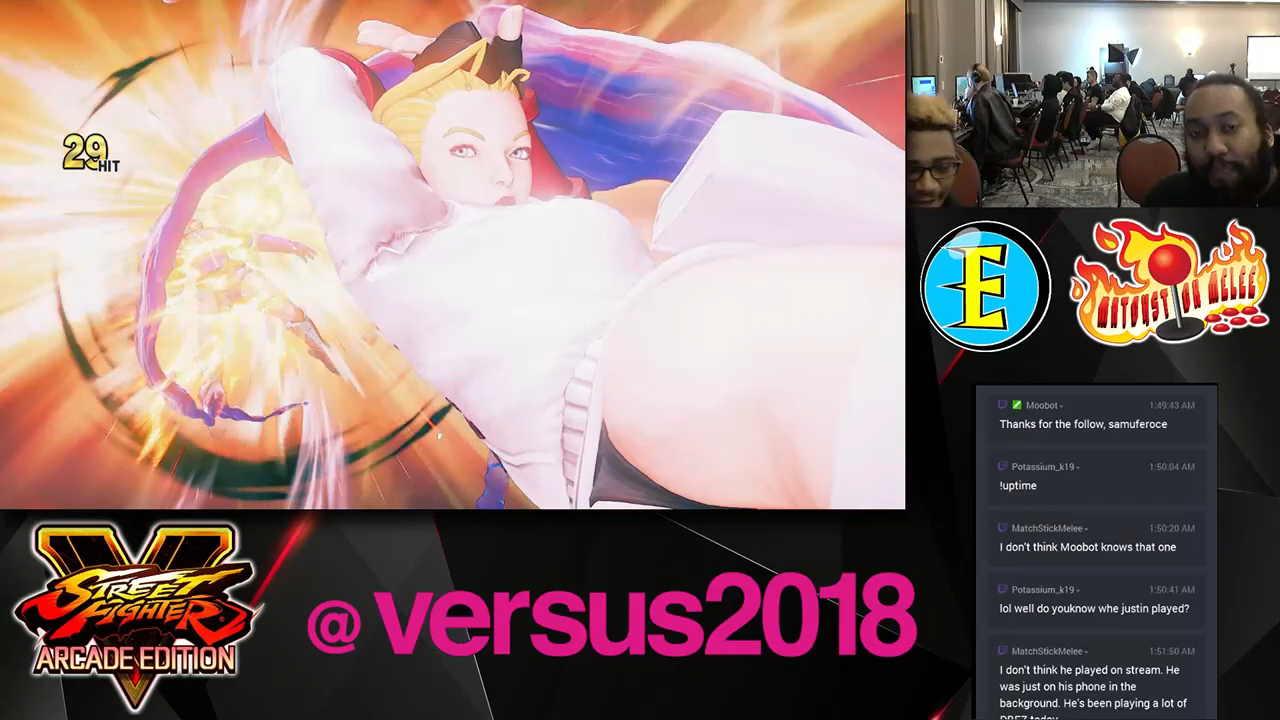 29 HIT
E
MATCHSTICK MELEE
Moobot
1:49:43 AM
Thanks for the follow, samuferoce
Potassium_k19
1:50:04 AM
!uptime
MatchStickMelee
1:50:20 AM
I don't think Moobot knows that one
Potassium_k19
1:50:41 AM
lol well do youknow whe justin played?
MatchStickMelee
1:51:50 AM
I don't think he played on stream. He
was just on his phone in the
background. He's been playing a lot of
V
STREET
FIGHTER
ARCADE EDITION
@versus2018